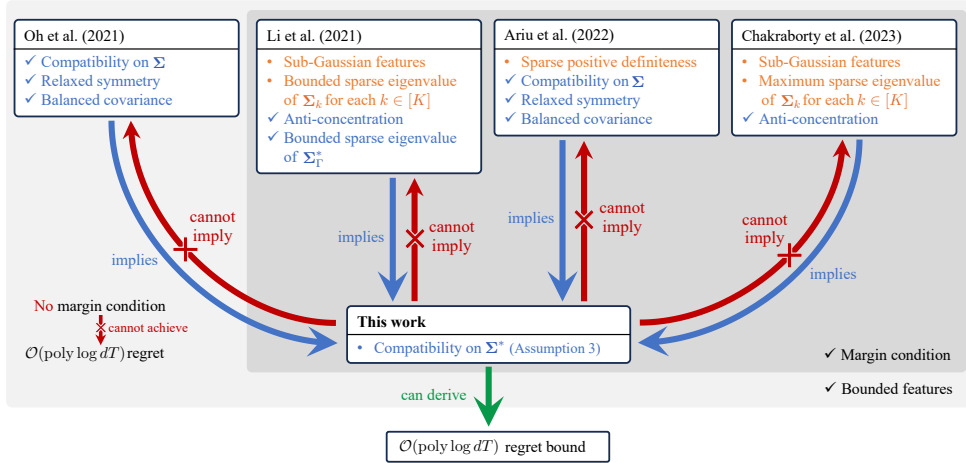 Oh et al. (2021)
✓ Compatibility on Σ
✓ Relaxed symmetry
✓ Balanced covariance
Li et al. (2021)
• Sub-Gaussian features
• Bounded sparse eigenvalue
of Σ_k for each k ∈ [K]
✓ Anti-concentration
✓ Bounded sparse eigenvalue
of Σ*_Γ
Ariu et al. (2022)
• Sparse positive definiteness
✓ Compatibility on Σ
✓ Relaxed symmetry
✓ Balanced covariance
Chakraborty et al. (2023)
• Sub-Gaussian features
• Maximum sparse eigenvalue
of Σ_k for each k ∈ [K]
✓ Anti-concentration
cannot
imply
implies
implies
cannot
imply
implies
cannot
imply
cannot
imply
implies
No margin condition
cannot achieve
O(poly log dT) regret
This work
• Compatibility on Σ* (Assumption 3)
✓ Margin condition
✓ Bounded features
can derive
O(poly log dT) regret bound